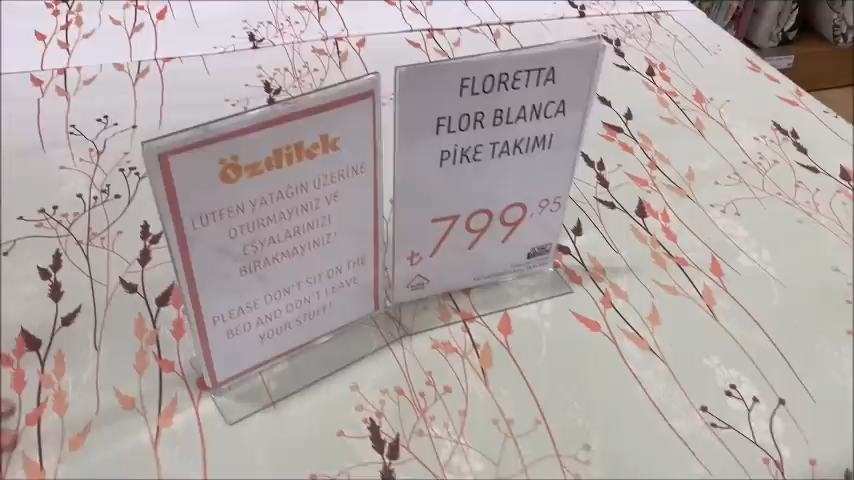 Özdilek
LÜTFEN YATAĞIN ÜZERİNE
OTURMAYINIZ VE
EŞYALARINIZI
BIRAKMAYINIZ!
PLEASE DON'T SIT ON THE
BED AND DON'T LEAVE
YOUR STUFF!
FLORETTA
FLOR BLANCA
PİKE TAKIMI
₺799,95